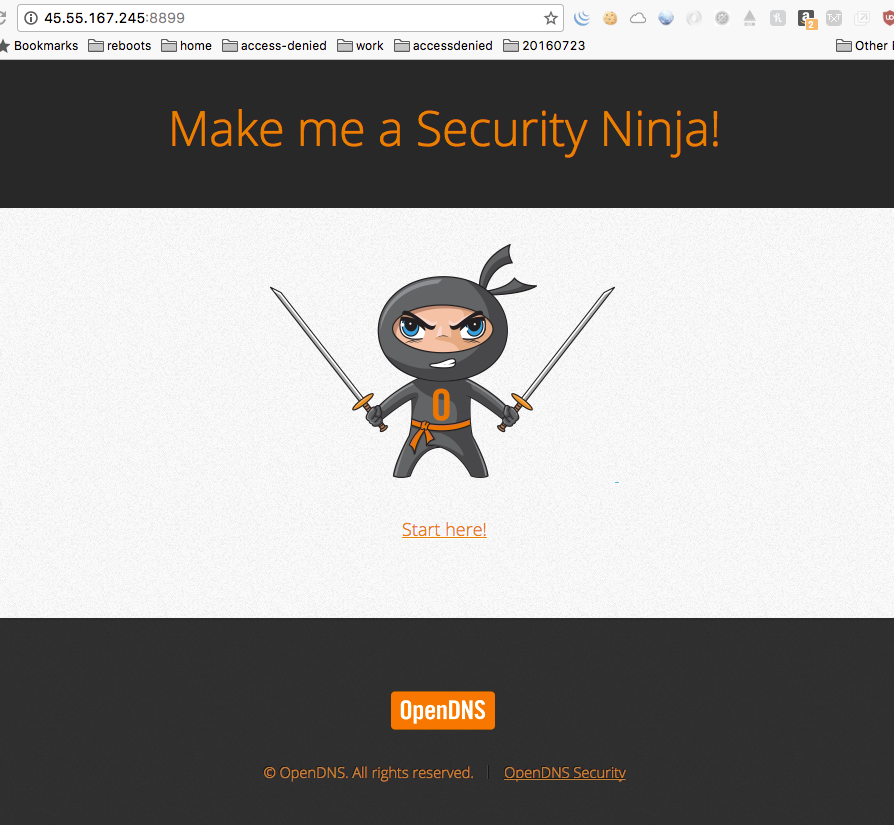 45.55.167.245:8899
Bookmarks reboots home access-denied work accessdenied 20160723 Other
Make me a Security Ninja!
O
Start here!
OpenDNS
© OpenDNS. All rights reserved. | OpenDNS Security